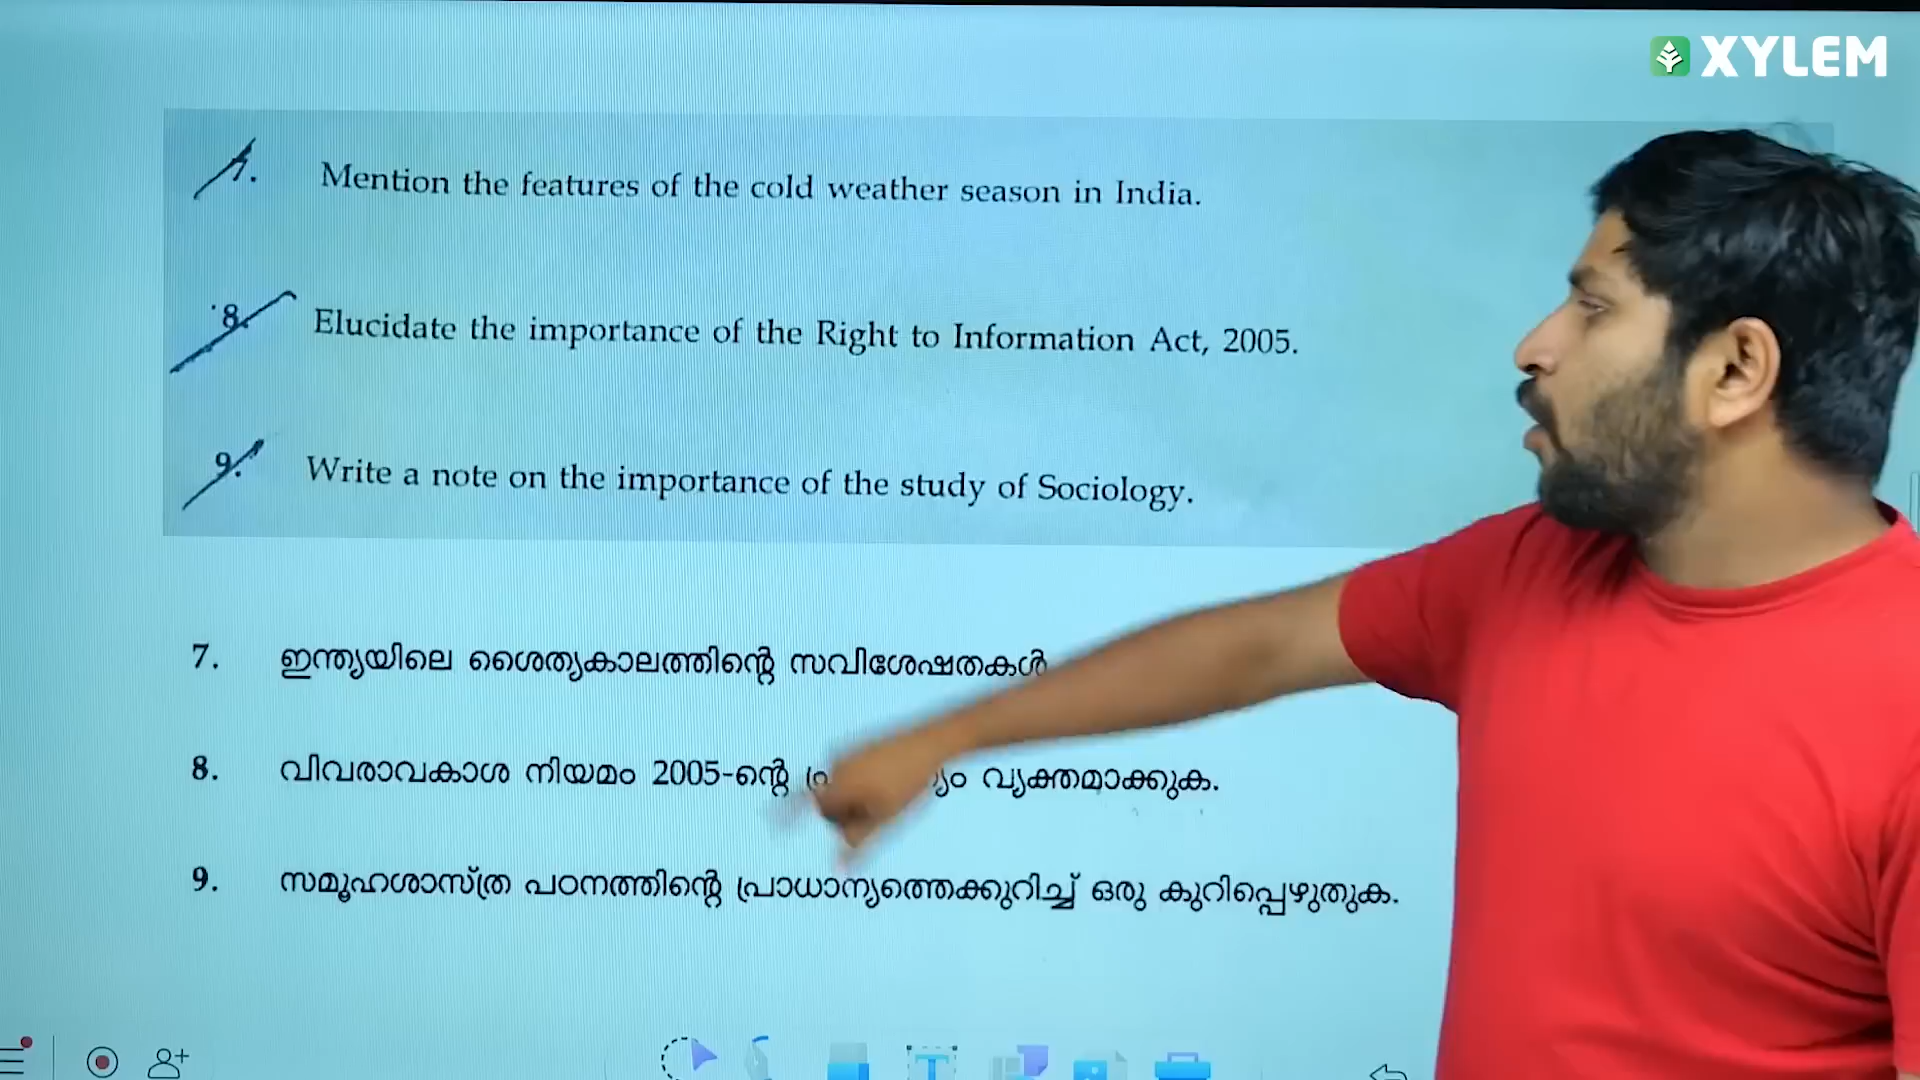 XYLEM
7. Mention the features of the cold weather season in India.
8. Elucidate the importance of the Right to Information Act, 2005.
9. Write a note on the importance of the study of Sociology.
7. ഇന്ത്യയിലെ ശൈത്യകാലത്തിന്റെ സവിശേഷതകൾ
8. വിവരാവകാശ നിയമം 2005-ന്റെ വ്യക്തമാക്കുക.
9. സമൂഹശാസ്ത്ര പഠനത്തിന്റെ പ്രാധാന്യത്തെക്കുറിച്ച് ഒരു കുറിപ്പെഴുതുക.